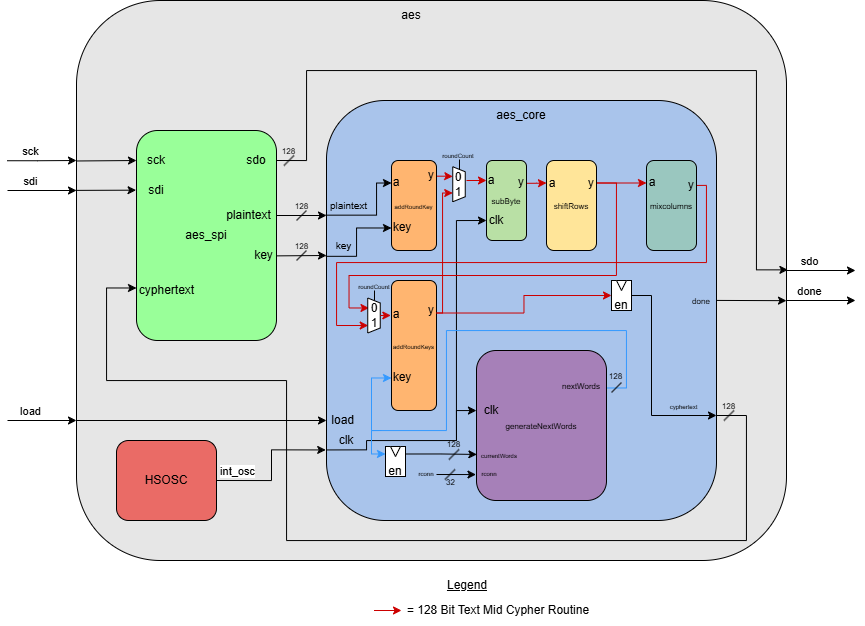 aes
aes_core
sck
sdi
sck
sdi
sdo
128
plaintext
128
aes_spi
key
128
cyphertext
plaintext
key
a
y
addRoundKey
key
roundCount
0
1
a
y
subByte
clk
a
y
shiftRows
a
y
mixcolumns
roundCount
0
1
a
y
addRoundKeys
key
en
sdo
done
done
nextWords
128
clk
generateNextWords
128
currentWords
rconn
32
rconn
en
cyphertext
128
load
load
clk
HSOSC
int_osc
Legend
= 128 Bit Text Mid Cypher Routine